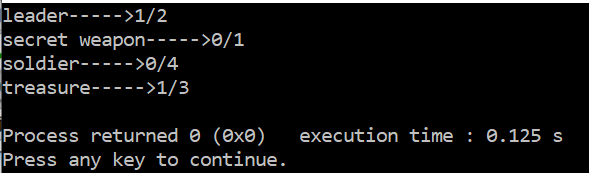 leader----->1/2
secret weapon----->0/1
soldier----->0/4
treasure----->1/3
Process returned 0 (0x0)   execution time : 0.125 s
Press any key to continue.